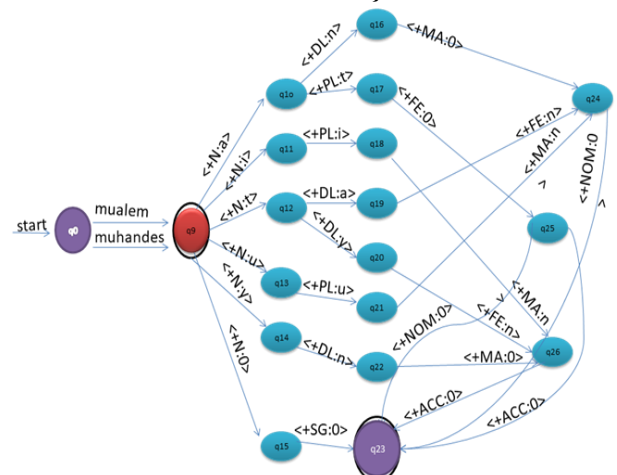 q16
<+MA:0>
<+DL:n>
q1o
<+PL:t>
q17
q24
<+FE:0>
<+N:a>
<+FE:n>
q11
<+PL:i>
q18
<+MA:n
>
<+N:i>
<+NOM:0
>
mualem
<+N:t>
q12
<+DL:a>
q19
start
q0
q9
q25
muhandes
<+DL:y>
q20
<+N:u>
q13
<+PL:u>
q21
<+N:y>
<+MA:n
>
<+NOM:0>
<+FE:n>
q14
<+DL:n>
q22
<+MA:0>
q26
<+N:0>
<+ACC:0>
<+ACC:0>
q15
<+SG:0>
q23